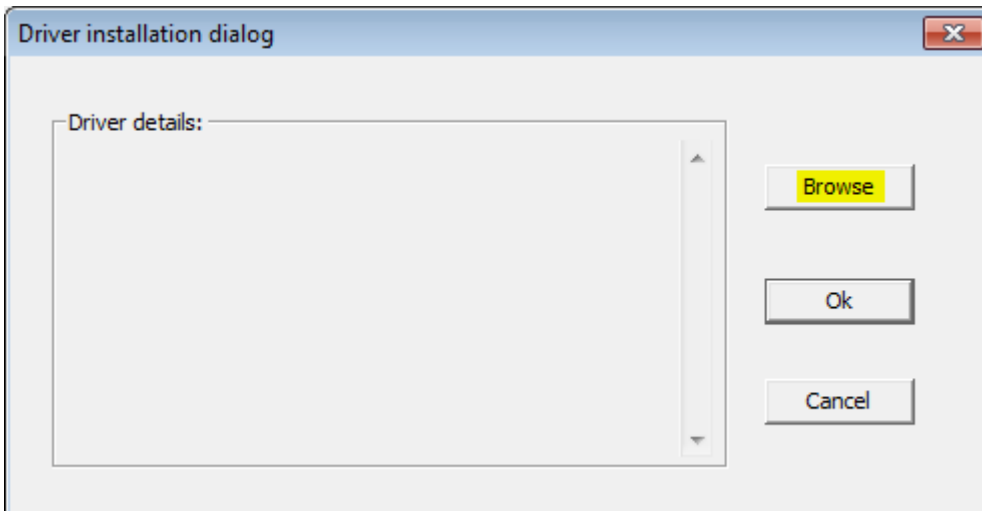 Driver installation dialog
Driver details:
Browse
Ok
Cancel